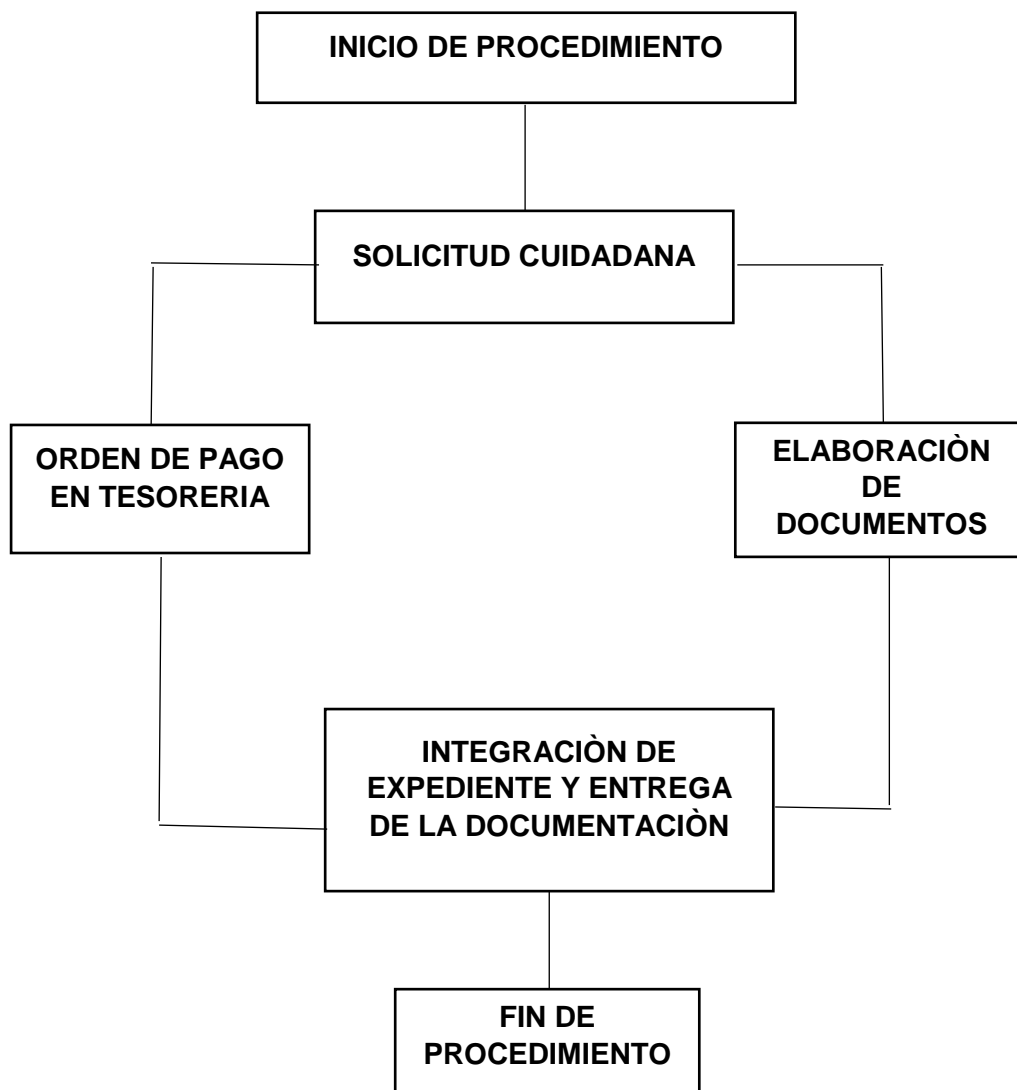 INICIO DE PROCEDIMIENTO
SOLICITUD CUIDADANA
ORDEN DE PAGO
EN TESORERIA
ELABORACIÒN
DE
DOCUMENTOS
INTEGRACIÒN DE
EXPEDIENTE Y ENTREGA
DE LA DOCUMENTACIÒN
FIN DE
PROCEDIMIENTO